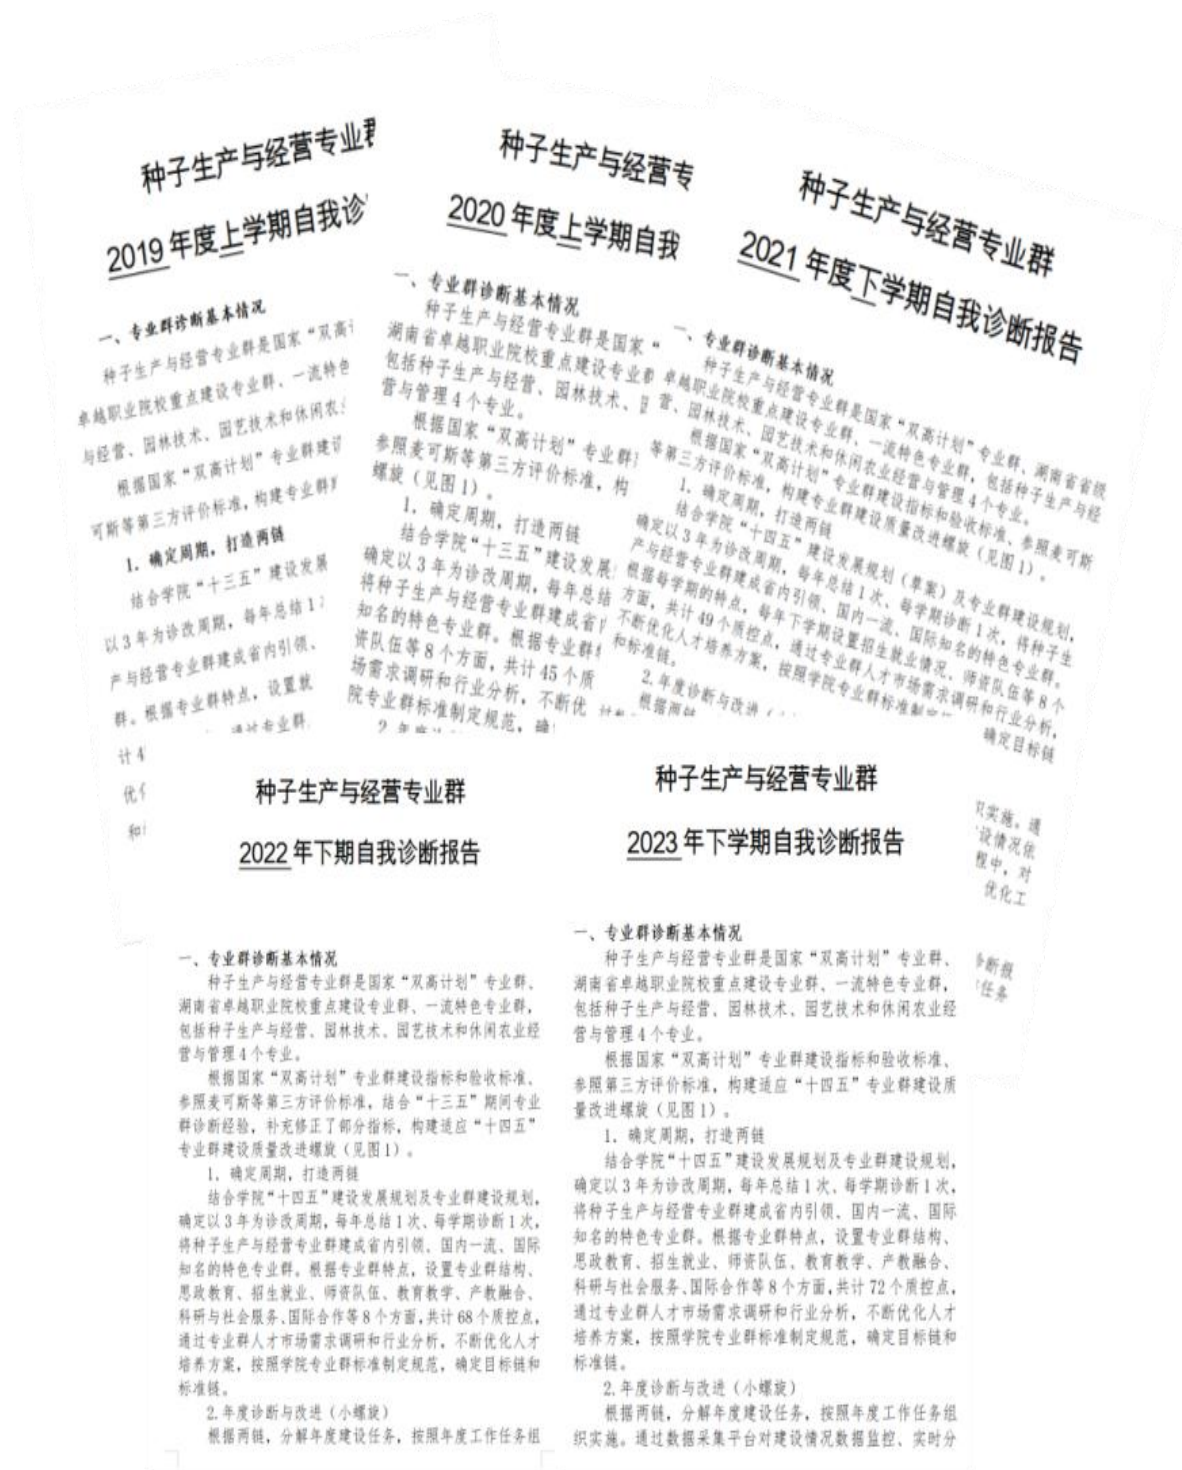 种子生产与经营专业群
2019 年度上学期自我诊
一、专业群诊断基本情况
种子生产与经营专业群是国家“双高计
卓越职业院校重点建设专业群、一流特色
与经营、园林技术、园艺技术和休闲农
根据国家“双高计划”专业群建设
可斯等第三方评价标准,构建专业群
1. 确定周期,打造两链
结合学院“十三五”建设发展
以3年为诊改周期,每年总结1
产与经营专业群建成省内引领、
群。根据专业群特点,设置就
计4
优化
和
种子生产与经营专
2020 年度上学期自我
一、专业群诊断基本情况
种子生产与经营专业群是国家“
湖南省卓越职业院校重点建设专业群
包括种子生产与经营、园林技术、
营与管理4个专业。
根据国家“双高计划”专业群
参照麦可斯等第三方评价标准,构
螺旋(见图1)。
1. 确定周期,打造两链
结合学院“十三五”建设发展
确定以3年为诊改周期,每年总结
将种子生产与经营专业群建成省
知名的特色专业群。根据专业群
资队伍等8个方面,共计45个质
场需求调研和行业分析,不断优
院专业群标准制定规范,确
种子生产与经营专业群
2021 年度下学期自我诊断报告
一、专业群诊断基本情况
种子生产与经营专业群是国家“双高计划”专业群、湖南省省级
卓越职业院校重点建设专业群、一流特色专业群,包括种子生产与经
营、园林技术、园艺技术和休闲农业经营与管理4个专业。
根据国家“双高计划”专业群建设指标和验收标准、参照麦可斯
等第三方评价标准,构建专业群建设质量改进螺旋(见图1)。
1. 确定周期,打造两链
结合学院“十四五”建设发展规划(草案)及专业群建设规划,
确定以3年为诊改周期,每年总结1次、每学期诊断1次,将种子生
产与经营专业群建成省内引领、国内一流、国际知名的特色专业群。
根据每学期的特点,每年下学期设置招生就业情况、师资队伍等8个
方面,共计49个质控点,通过专业群人才市场需求调研和行业分析,
不断优化人才培养方案,按照学院专业群标准制定 确定目标链
和标准链。
2.年度诊断与改进(
根据两链
织实施。通
设情况依
程中,对
优化工
诊断报
任务
种子生产与经营专业群
2022 年下期自我诊断报告
一、专业群诊断基本情况
种子生产与经营专业群是国家“双高计划”专业群、
湖南省卓越职业院校重点建设专业群、一流特色专业群,
包括种子生产与经营、园林技术、园艺技术和休闲农业经
营与管理4个专业。
根据国家“双高计划”专业群建设指标和验收标准、
参照麦可斯等第三方评价标准,结合“十三五”期间专业
群诊断经验,补充修正了部分指标,构建适应“十四五”
专业群建设质量改进螺旋(见图1)。
1. 确定周期,打造两链
结合学院“十四五”建设发展规划及专业群建设规划,
确定以3年为诊改周期,每年总结1次、每学期诊断1次,
将种子生产与经营专业群建成省内引领、国内一流、国际
知名的特色专业群。根据专业群特点,设置专业群结构、
思政教育、招生就业、师资队伍、教育教学、产教融合、
科研与社会服务、国际合作等8个方面,共计68个质控点,
通过专业群人才市场需求调研和行业分析,不断优化人才
培养方案,按照学院专业群标准制定规范,确定目标链和
标准链。
2.年度诊断与改进(小螺旋)
根据两链,分解年度建设任务,按照年度工作任务组
种子生产与经营专业群
2023 年下学期自我诊断报告
一、专业群诊断基本情况
种子生产与经营专业群是国家“双高计划”专业群、
湖南省卓越职业院校重点建设专业群、一流特色专业群,
包括种子生产与经营、园林技术、园艺技术和休闲农业经
营与管理4个专业。
根据国家“双高计划”专业群建设指标和验收标准、
参照第三方评价标准,构建适应“十四五”专业群建设质
量改进螺旋(见图1)。
1. 确定周期,打造两链
结合学院“十四五”建设发展规划及专业群建设规划,
确定以3年为诊改周期,每年总结1次、每学期诊断1次,
将种子生产与经营专业群建成省内引领、国内一流、国际
知名的特色专业群。根据专业群特点,设置专业群结构、
思政教育、招生就业、师资队伍、教育教学、产教融合、
科研与社会服务、国际合作等8个方面,共计72个质控点,
通过专业群人才市场需求调研和行业分析,不断优化人才
培养方案,按照学院专业群标准制定规范,确定目标链和
标准链。
2.年度诊断与改进(小螺旋)
根据两链,分解年度建设任务,按照年度工作任务组
织实施。通过数据采集平台对建设情况数据监控、实时分